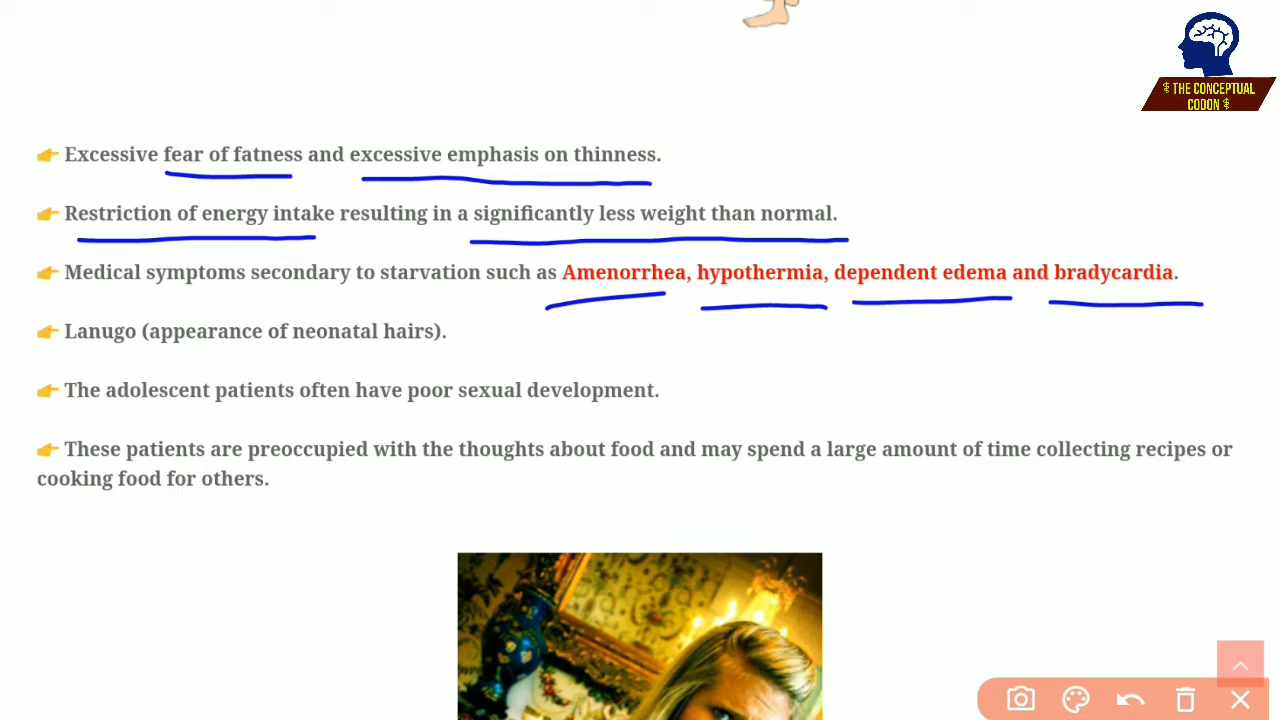 ⚕THE CONCEPTUAL
CODON⚕
👉 Excessive fear of fatness and excessive emphasis on thinness.
👉 Restriction of energy intake resulting in a significantly less weight than normal.
👉 Medical symptoms secondary to starvation such as Amenorrhea, hypothermia, dependent edema and bradycardia.
👉 Lanugo (appearance of neonatal hairs).
👉 The adolescent patients often have poor sexual development.
👉 These patients are preoccupied with the thoughts about food and may spend a large amount of time collecting recipes or
cooking food for others.